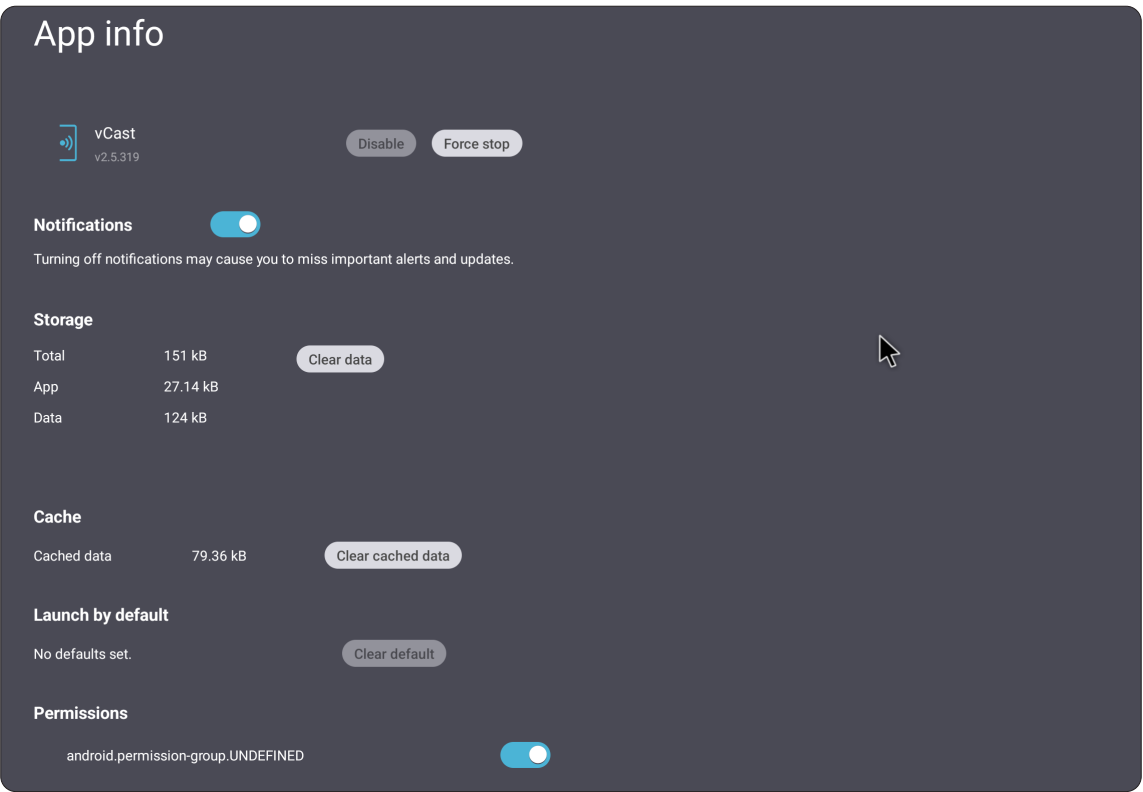 App info
vCast
v2.5.319
Disable
Force stop
Notifications
Turning off notifications may cause you to miss important alerts and updates.
Storage
Total 151 kB Clear data
App 27.14 kB
Data 124 kB
Cache
Cached data 79.36 kB Clear cached data
Launch by default
No defaults set. Clear default
Permissions
android.permission-group.UNDEFINED